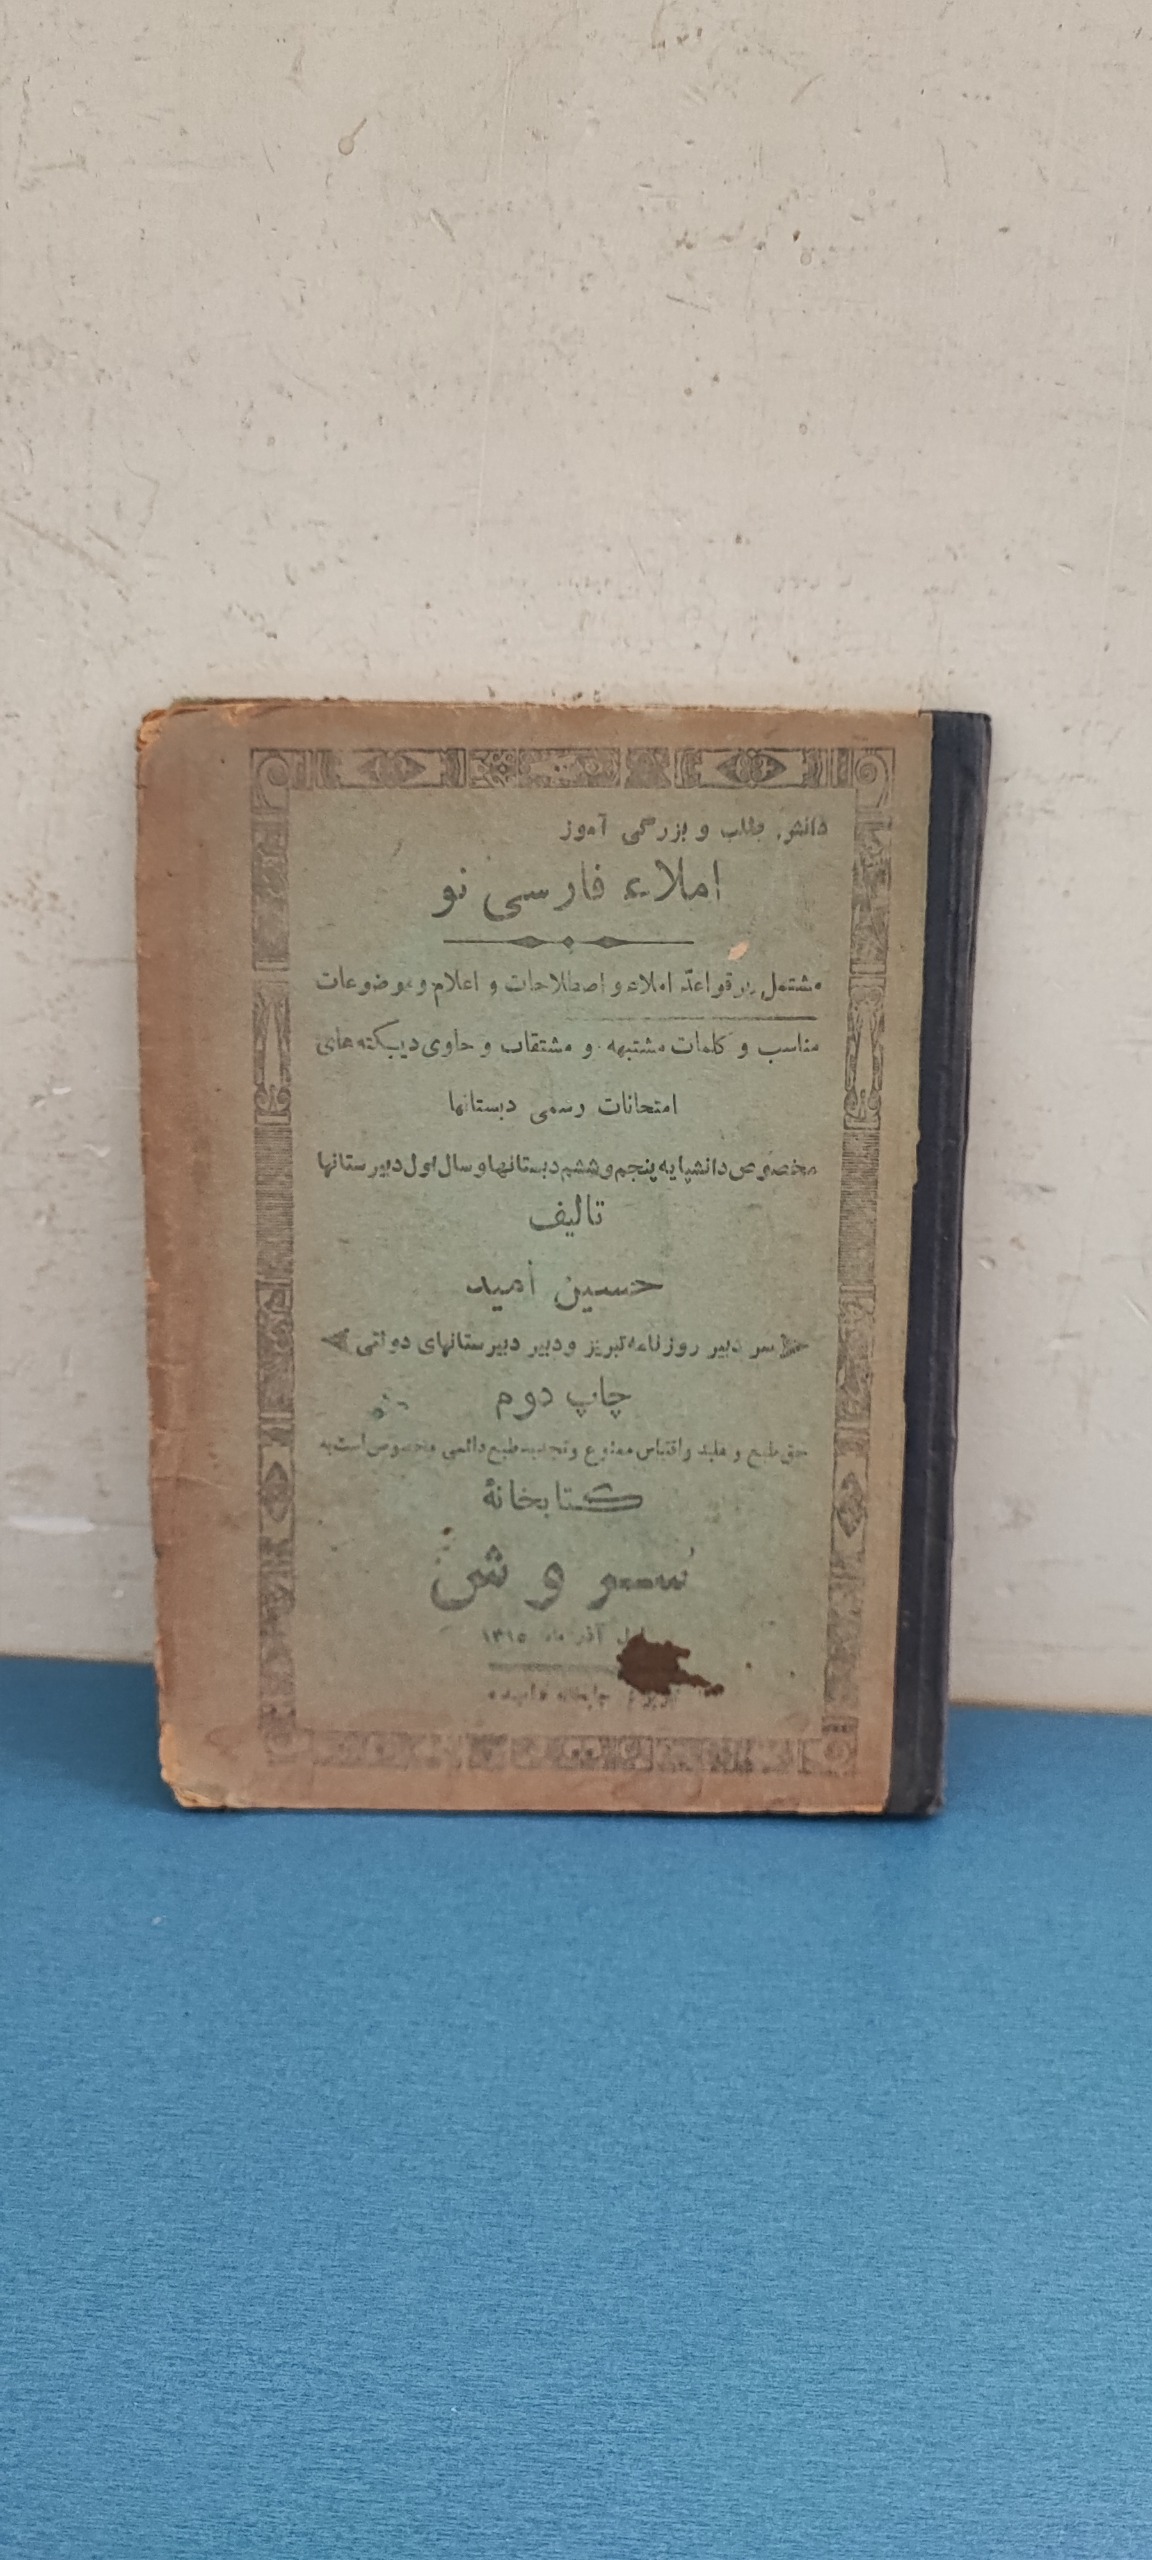 دانش طلب و بزرگی آموز
املاء فارسی نو
مشتمل بر قواعد املاء و اصطلاحات و اعلام و موضوعات
مناسب و کلمات مشتبهه و مشتقات و حاوی دیکته های
امتحانات رسمی دبستانها
مخصوص دانشپایه پنجم و ششم دبستانها و سال اول دبیرستانها
تالیف
حسین امید
سر دبیر روزنامه تبریز و دبیر دبیرستانهای دولتی
چاپ دوم
حق طبع و تقلید و اقتباس ممنوع و تجدید طبع دائمی مخصوص است به
کتابخانهٔ
سروش
آذر ماه ۱۳۱۵